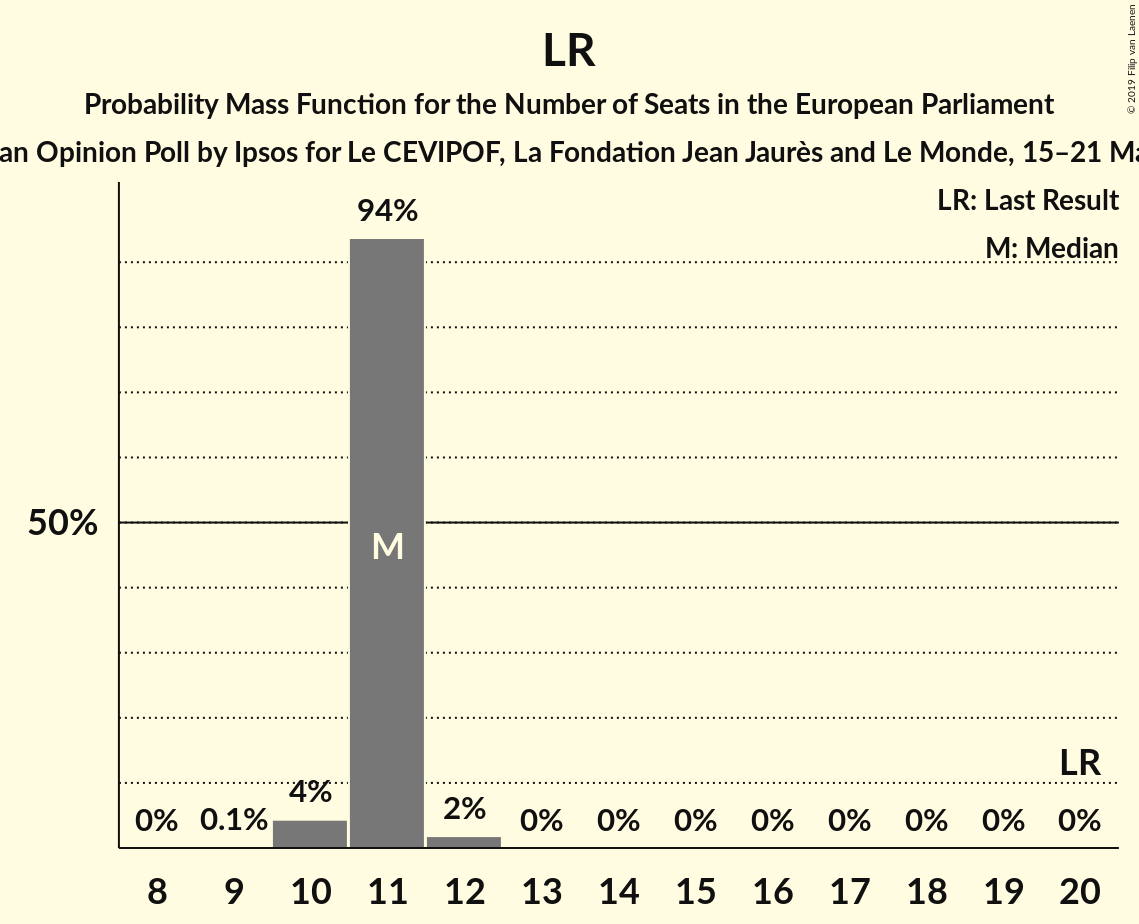 LR
Probability Mass Function for the Number of Seats in the European Parliament
an Opinion Poll by Ipsos for Le CEVIPOF, La Fondation Jean Jaurès and Le Monde, 15–21
LR: Last Result
M: Median
94%
50%
M
LR
0% 0.1% 4% 2% 0% 0% 0% 0% 0% 0% 0% 0%
8 9 10 11 12 13 14 15 16 17 18 19 20
© 2019 Filip van Laenen